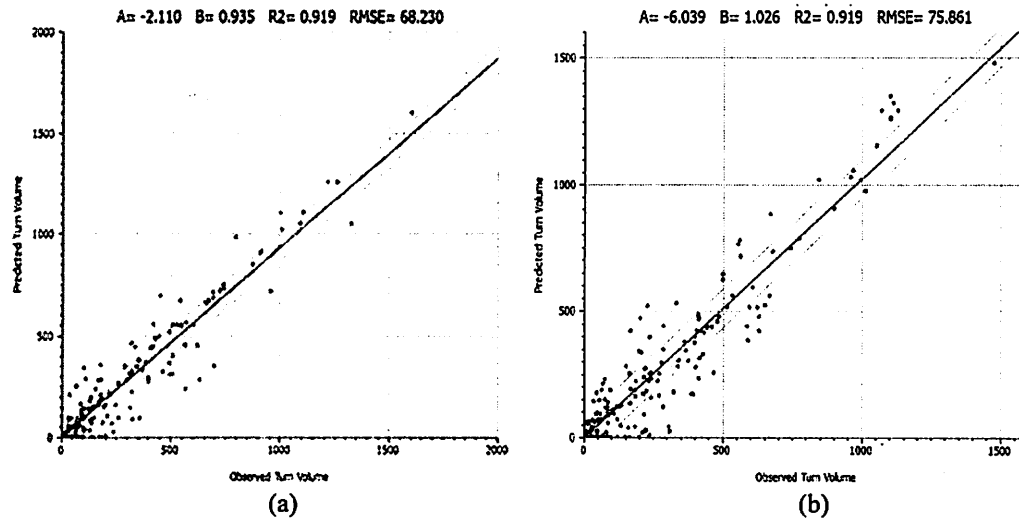 A= -2.110 B= 0.935 R2= 0.919 RMSE= 68.230
2000
1500
1000
500
0
Predicted Turn Volume
0 500 1000 1500 2000
Observed Turn Volume
(a)
A= -6.039 B= 1.026 R2= 0.919 RMSE= 75.861
1500
1000
500
0
Predicted Turn Volume
0 500 1000 1500
Observed Turn Volume
(b)